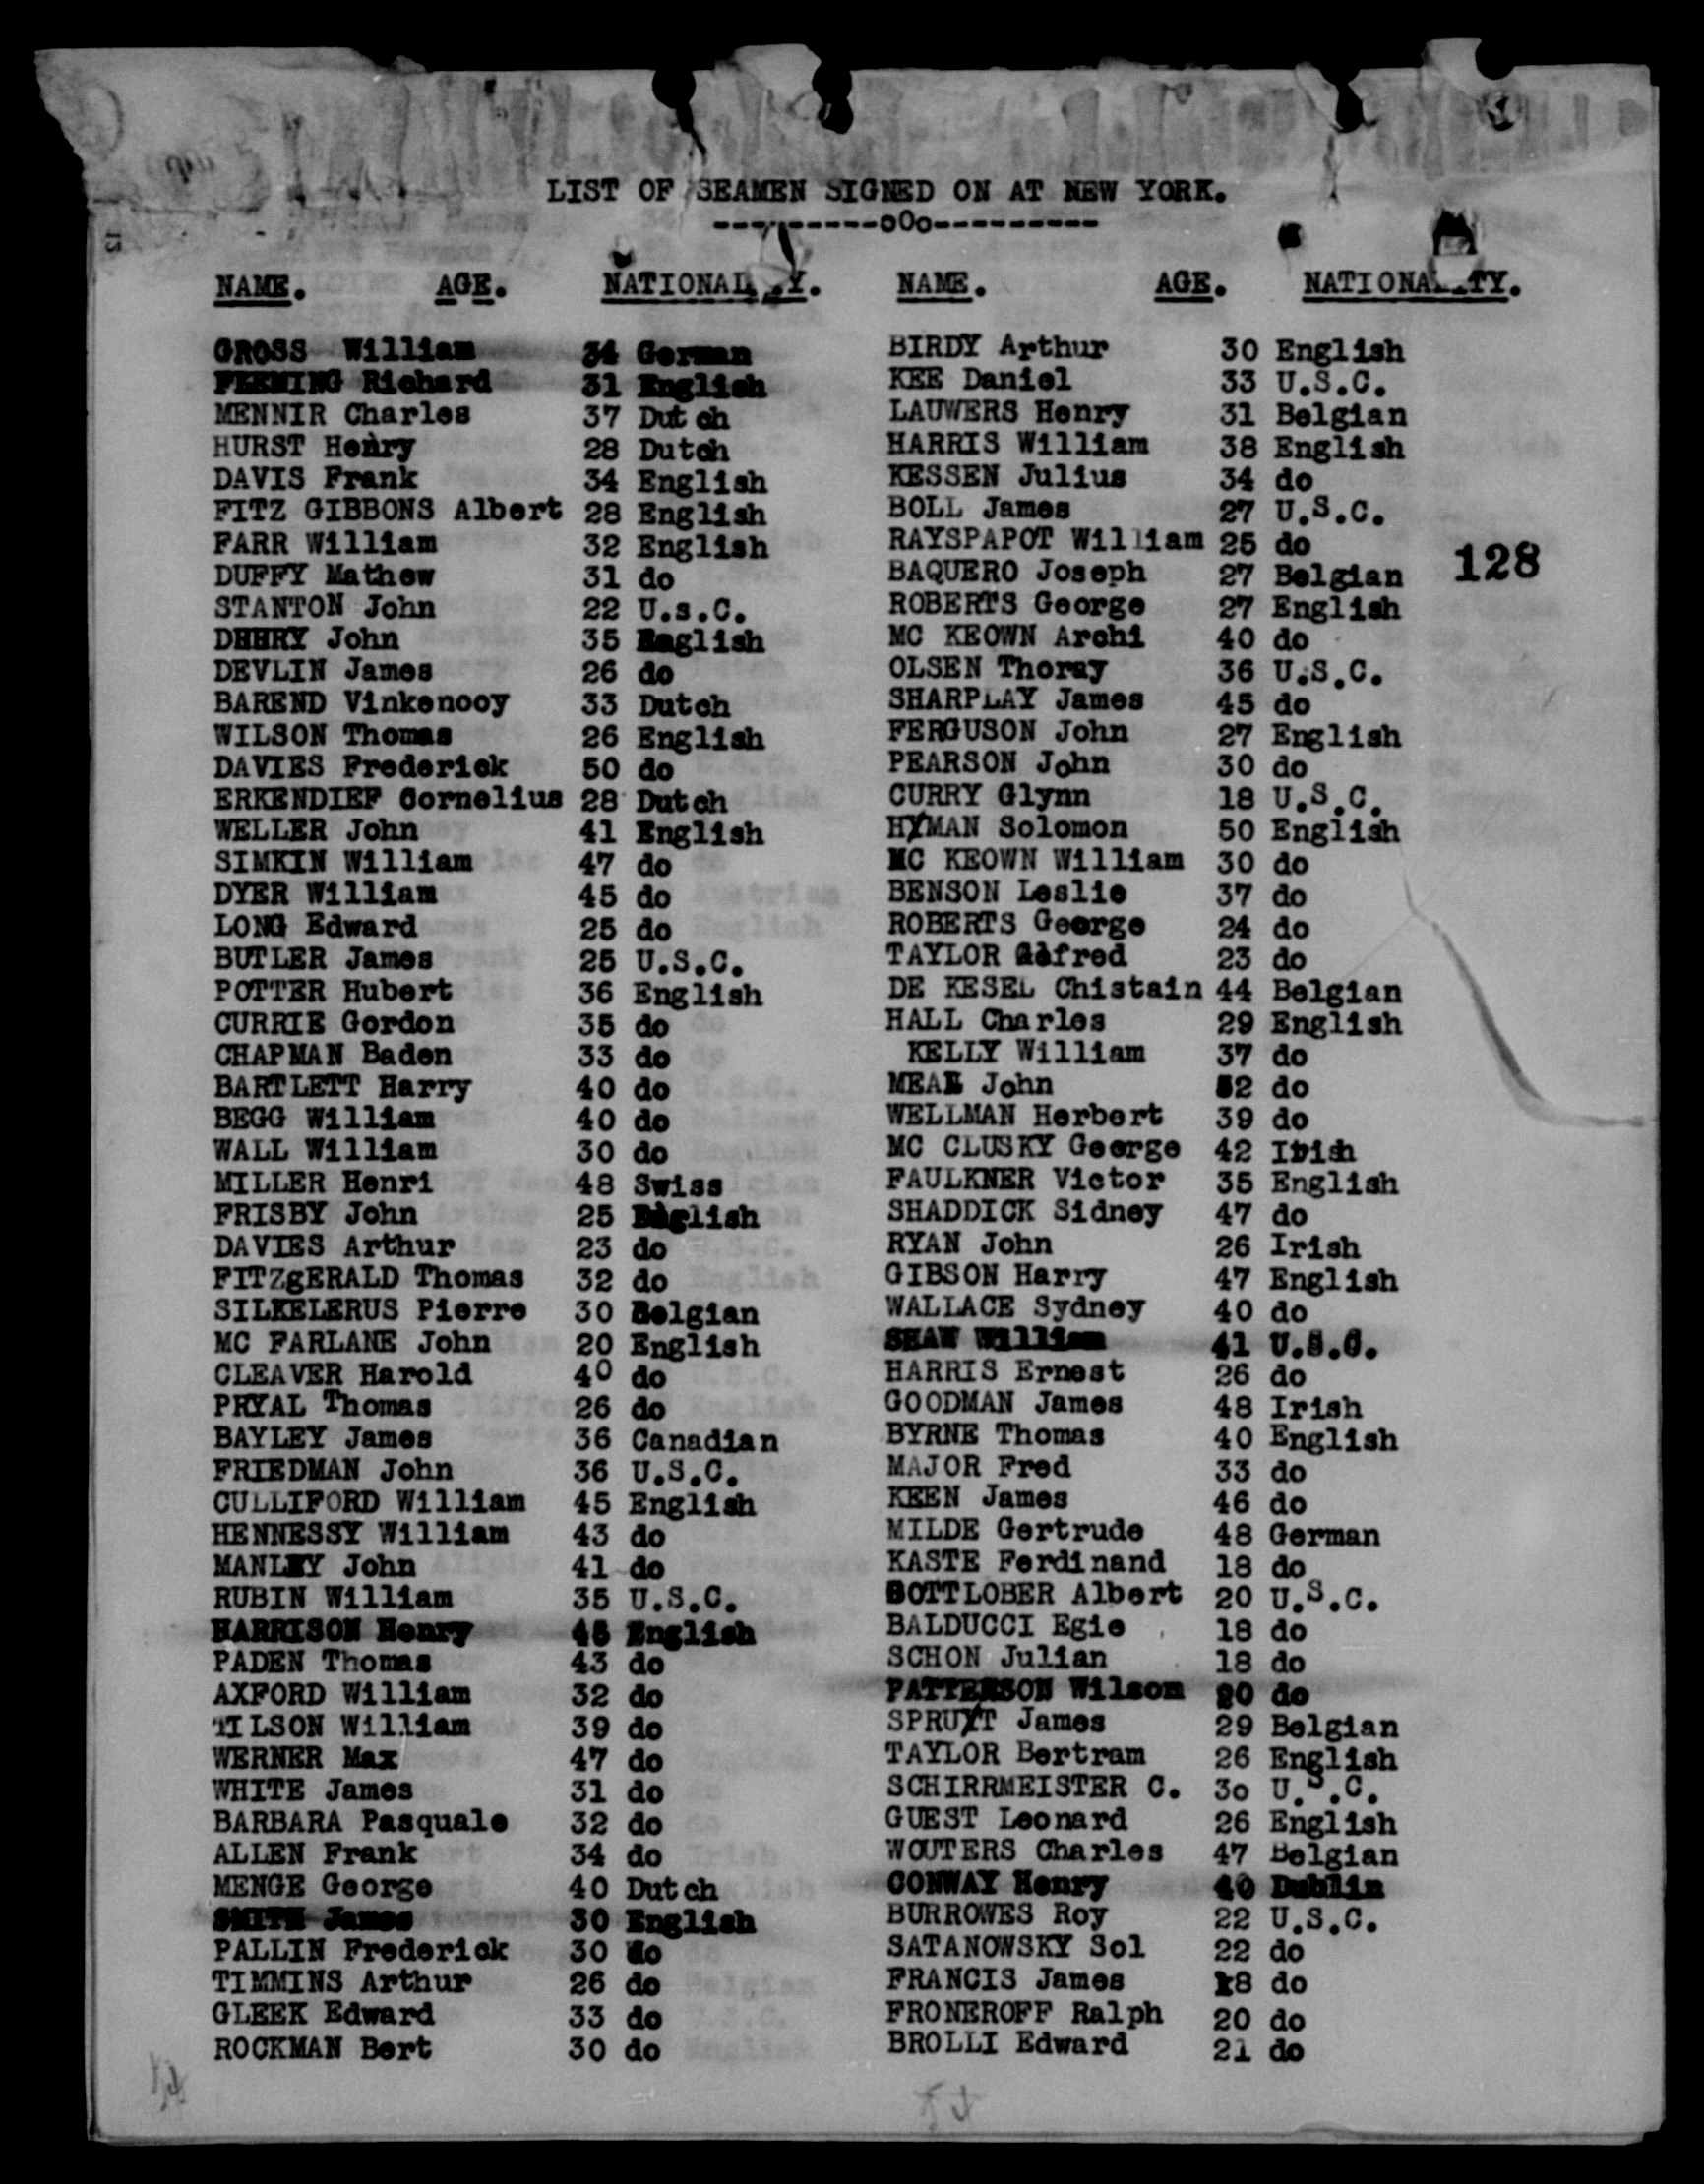 LIST OF SEAMEN SIGNED ON AT NEW YORK.
----------oOo----------
NAME. AGE. NATIONAL Y.
GROSS William 34 German
FLEMING Richard 31 English
MENNIR Charles 37 Dutch
HURST Henry 28 Dutch
DAVIS Frank 34 English
FITZ GIBBONS Albert 28 English
FARR William 32 English
DUFFY Mathew 31 do
STANTON John 22 U.s.C.
DEHRY John 35 English
DEVLIN James 26 do
BAREND Vinkenooy 33 Dutch
WILSON Thomas 26 English
DAVIES Frederick 50 do
ERKENDIEF Cornelius 28 Dutch
WELLER John 41 English
SIMKIN William 47 do
DYER William 45 do
LONG Edward 25 do
BUTLER James 25 U.S.C.
POTTER Hubert 36 English
CURRIE Gordon 35 do
CHAPMAN Baden 33 do
BARTLETT Harry 40 do
BEGG William 40 do
WALL William 30 do
MILLER Henri 48 Swiss
FRISBY John 25 English
DAVIES Arthur 23 do
FITZgERALD Thomas 32 do
SILKELERUS Pierre 30 Belgian
MC FARLANE John 20 English
CLEAVER Harold 40 do
PRYAL Thomas 26 do
BAYLEY James 36 Canadian
FRIEDMAN John 36 U.S.C.
CULLIFORD William 45 English
HENNESSY William 43 do
MANLEY John 41 do
RUBIN William 35 U.S.C.
HARRISON Henry 45 English
PADEN Thomas 43 do
AXFORD William 32 do
TILSON William 39 do
WERNER Max 47 do
WHITE James 31 do
BARBARA Pasquale 32 do
ALLEN Frank 34 do
MENGE George 40 Dutch
SMITH James 30 English
PALLIN Frederick 30 do
TIMMINS Arthur 26 do
GLEEK Edward 33 do
ROCKMAN Bert 30 do
NAME. AGE. NATIONA TY.
BIRDY Arthur 30 English
KEE Daniel 33 U.S.C.
LAUWERS Henry 31 Belgian
HARRIS William 38 English
KESSEN Julius 34 do
BOLL James 27 U.S.C.
RAYSPAPOT William 25 do
128
BAQUERO Joseph 27 Belgian
ROBERTS George 27 English
MC KEOWN Archi 40 do
OLSEN Thoray 36 U.S.C.
SHARPLAY James 45 do
FERGUSON John 27 English
PEARSON John 30 do
CURRY Glynn 18 U.S.C.
HYMAN Solomon 50 English
MC KEOWN William 30 do
BENSON Leslie 37 do
ROBERTS George 24 do
TAYLOR Alfred 23 do
DE KESEL Chistain 44 Belgian
HALL Charles 29 English
KELLY William 37 do
John 52 do
WELLMAN Herbert 39 do
MC CLUSKY George 42 Irish
FAULKNER Victor 35 English
SHADDICK Sidney 47 do
RYAN John 26 Irish
GIBSON Harry 47 English
WALLACE Sydney 40 do
SHAW William 41 U.S.C.
HARRIS Ernest 26 do
GOODMAN James 48 Irish
BYRNE Thomas 40 English
MAJOR Fred 33 do
KEEN James 46 do
MILDE Gertrude 48 German
KASTE Ferdinand 18 do
GOTTLOBER Albert 20 U.S.C.
BALDUCCI Egie 18 do
SCHON Julian 18 do
PATTERSON Wilson 20 do
SPRUYT James 29 Belgian
TAYLOR Bertram 26 English
SCHIRRMEISTER C. 3o U.S.C.
GUEST Leonard 26 English
WOUTERS Charles 47 Belgian
CONWAY Henry 40 Dublin
BURROWES Roy 22 U.S.C.
SATANOWSKY Sol 22 do
FRANCIS James 18 do
FRONEROFF Ralph 20 do
BROLLI Edward 21 do